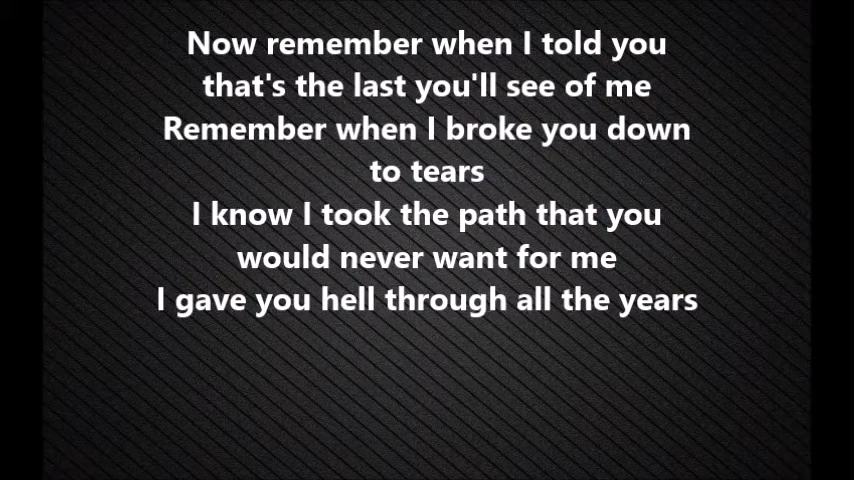 Now remember when I told you
that's the last you'll see of me
Remember when I broke you down
to tears
I know I took the path that you
would never want for me
I gave you hell through all the years